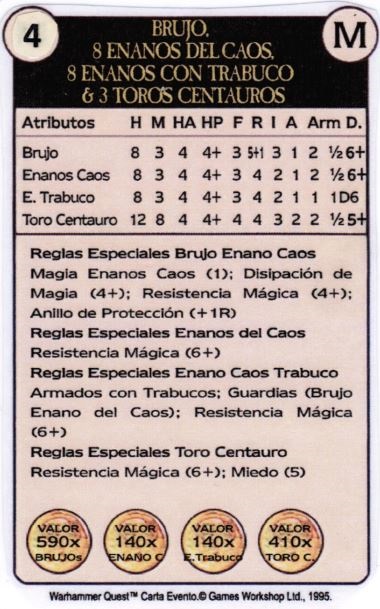 4
BRUJO,
8 ENANOS DEL CAOS,
8 ENANOS CON TRABUCO
& 3 TOROS CENTAUROS
M
Atributos H M HA HP F R I A Arm D.
Brujo 8 3 4 4+ 3 5+1 3 1 2 ½6+
Enanos Caos 8 3 4 4+ 3 4 2 1 2 ½6+
E. Trabuco 8 3 4 4+ 3 4 2 1 1 1D6
Toro Centauro 12 8 4 4+ 4 4 3 2 2 ½5+
Reglas Especiales Brujo Enano Caos
Magia Enanos Caos (1); Disipación de
Magia (4+); Resistencia Mágica (4+);
Anillo de Protección (+1R)
Reglas Especiales Enanos del Caos
Resistencia Mágica (6+)
Reglas Especiales Enano Caos Trabuco
Armados con Trabucos; Guardias (Brujo
Enano del Caos); Resistencia Mágica
(6+)
Reglas Especiales Toro Centauro
Resistencia Mágica (6+); Miedo (5)
VALOR 590x BRUJOs
VALOR 140x ENANO C
VALOR 140x E.Trabuco
VALOR 410x TORO C.
Warhammer Quest™ Carta Evento.© Games Workshop Ltd., 1995.